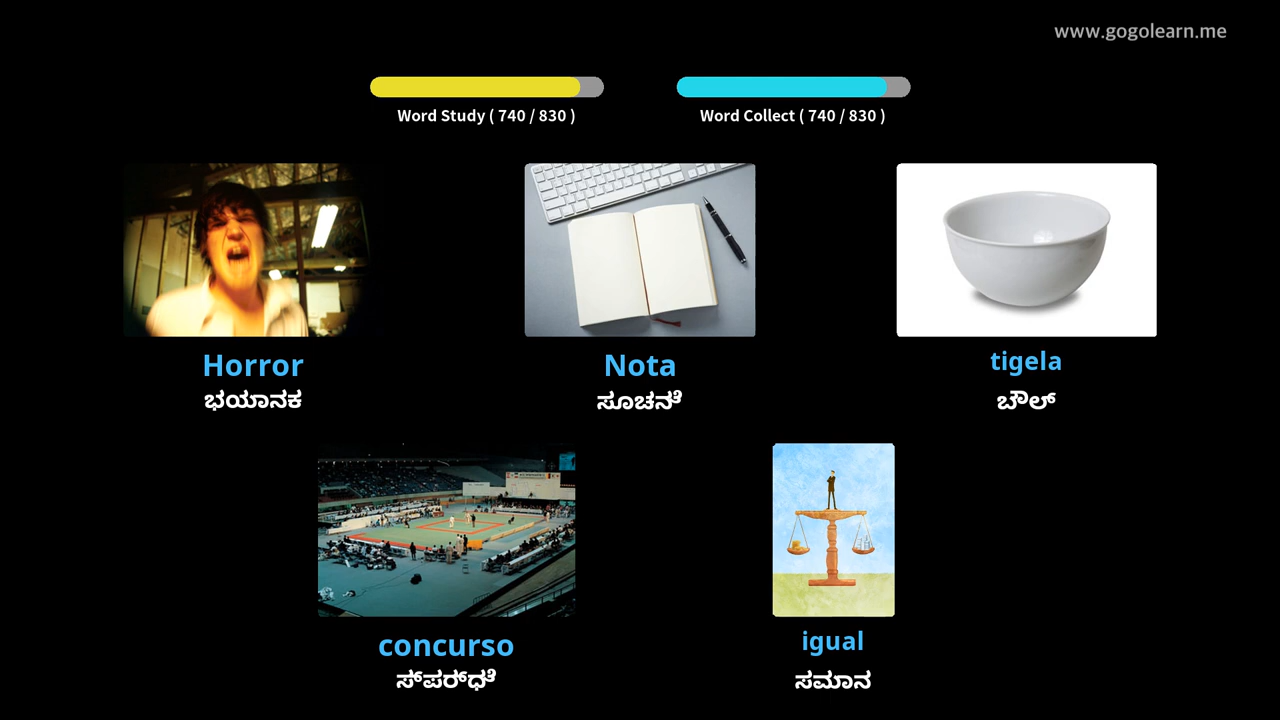 www.gogolearn.me
Word Study ( 740 / 830 )
Word Collect ( 740 / 830 )
Horror
ಭಯಾನಕ
Nota
ಸೂಚನೆ
tigela
ಬೌಲ್
concurso
ಸ್ಪರ್ಧೆ
igual
ಸಮಾನ